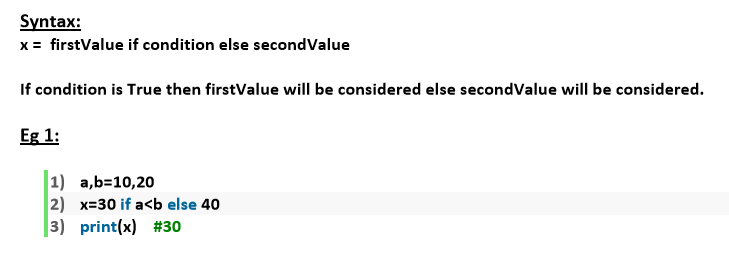 Syntax:
x = firstValue if condition else secondValue
If condition is True then firstValue will be considered else secondValue will be considered.
Eg 1:
1) a,b=10,20
2) x=30 if a<b else 40
3) print(x) #30